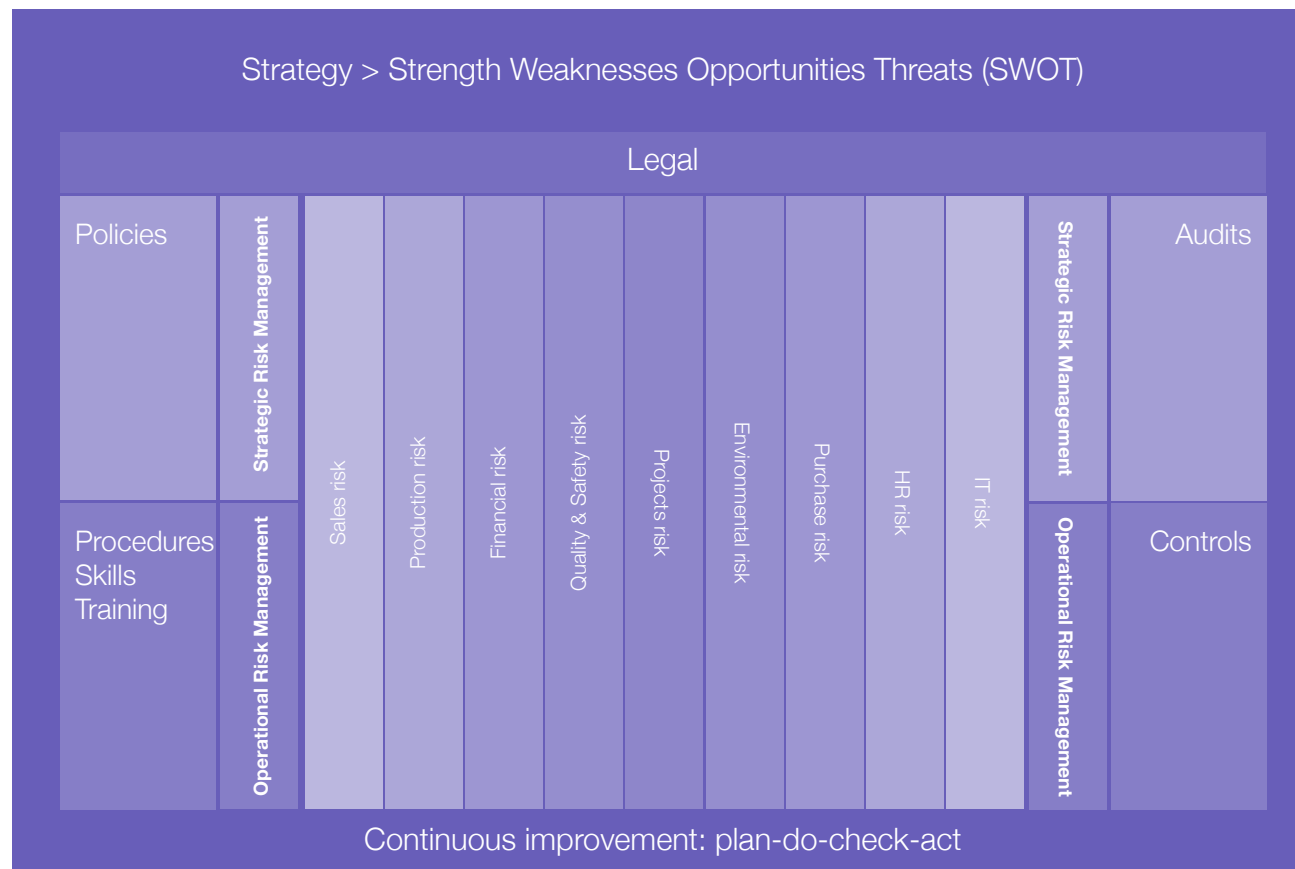 Strategy > Strength Weaknesses Opportunities Threats (SWOT)
Legal
Policies
Strategic Risk Management
Procedures
Skills
Training
Operational Risk Management
Sales risk
Production risk
Financial risk
Quality & Safety risk
Projects risk
Environmental risk
Purchase risk
HR risk
IT risk
Strategic Risk Management
Audits
Operational Risk Management
Controls
Continuous improvement: plan-do-check-act